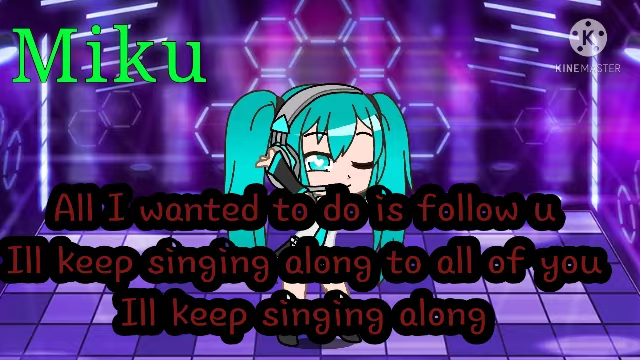 Miku
K
KINEMASTER
All I wanted to do is follow u
Ill keep singing along to all of you
Ill keep singing along